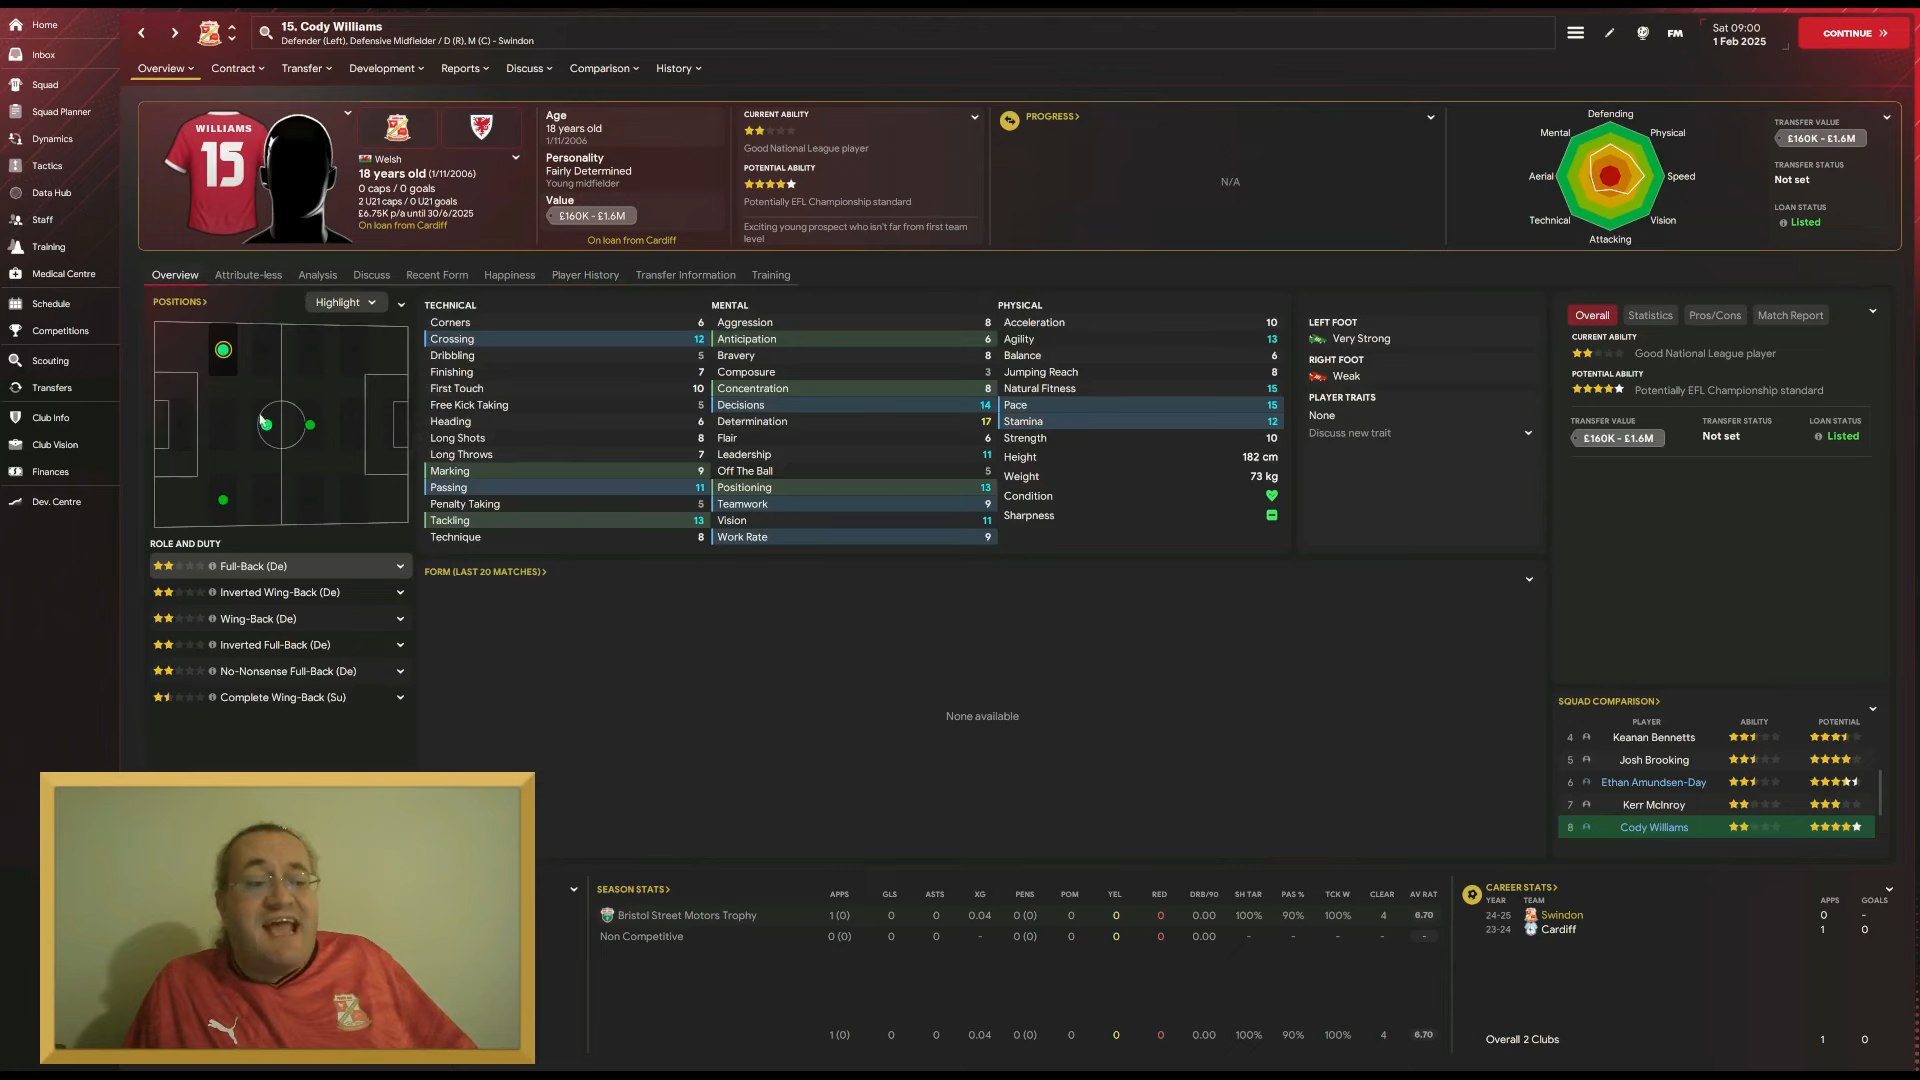 Home
Inbox
Squad
Squad Planner
Dynamics
Tactics
Data Hub
Staff
Training
Medical Centre
Schedule
Competitions
Scouting
Transfers
Club Info
Club Vision
Finances
Dev. Centre
15. Cody Williams
Defender (Left), Defensive Midfielder / D (R), M (C) - Swindon
FM
Sat 09:00
1 Feb 2025
CONTINUE
Overview Contract Transfer Development Reports Discuss Comparison History
WILLIAMS
15
Welsh
18 years old (1/11/2006)
0 caps / 0 goals
2 U21 caps / 0 U21 goals
£6.75K p/a until 30/6/2025
On loan from Cardiff
Age
18 years old
1/11/2006
Personality
Fairly Determined
Young midfielder
Value
£160K - £1.6M
On loan from Cardiff
CURRENT ABILITY
Good National League player
POTENTIAL ABILITY
Potentially EFL Championship standard
Exciting young prospect who isn't far from first team
level
PROGRESS>
N/A
Defending
Mental Physical
Aerial Speed
Technical Vision
Attacking
TRANSFER VALUE
£160K - £1.6M
TRANSFER STATUS
Not set
LOAN STATUS
Listed
Overview Attribute-less Analysis Discuss Recent Form Happiness Player History Transfer Information Training
POSITIONS>
Highlight
ROLE AND DUTY
Full-Back (De)
Inverted Wing-Back (De)
Wing-Back (De)
Inverted Full-Back (De)
No-Nonsense Full-Back (De)
Complete Wing-Back (Su)
TECHNICAL
Corners 6
Crossing 12
Dribbling 5
Finishing 7
First Touch 10
Free Kick Taking 5
Heading 6
Long Shots 8
Long Throws 7
Marking 9
Passing 11
Penalty Taking 5
Tackling 13
Technique 8
MENTAL
Aggression 8
Anticipation 6
Bravery 8
Composure 3
Concentration 8
Decisions 14
Determination 17
Flair 6
Leadership 11
Off The Ball 5
Positioning 13
Teamwork 9
Vision 11
Work Rate 9
PHYSICAL
Acceleration 10
Agility 13
Balance 6
Jumping Reach 8
Natural Fitness 15
Pace 15
Stamina 12
Strength 10
Height 182 cm
Weight 73 kg
Condition
Sharpness
LEFT FOOT
Very Strong
RIGHT FOOT
Weak
PLAYER TRAITS
None
Discuss new trait
Overall Statistics Pros/Cons Match Report
CURRENT ABILITY
Good National League player
POTENTIAL ABILITY
Potentially EFL Championship standard
TRANSFER VALUE TRANSFER STATUS LOAN STATUS
£160K - £1.6M Not set Listed
FORM (LAST 20 MATCHES)>
None available
SQUAD COMPARISON>
PLAYER ABILITY POTENTIAL
4 Keanan Bennetts
5 Josh Brooking
6 Ethan Amundsen-Day
7 Kerr McInroy
8 Cody Williams
SEASON STATS> APPS GLS ASTS XG PENS POM YEL RED DRB/90 SH TAR PAS % TCK W CLEAR AV RAT
Bristol Street Motors Trophy 1 (0) 0 0 0.04 0 (0) 0 0 0 0.00 100% 90% 100% 4 6.70
Non Competitive 0 (0) 0 0 - 0 (0) 0 0 0 0.00 - - - - -
1 (0) 0 0 0.04 0 (0) 0 0 0 0.00 100% 90% 100% 4 6.70
CAREER STATS>
YEAR TEAM APPS GOALS
24-25 Swindon 0 -
23-24 Cardiff 1 0
Overall 2 Clubs 1 0